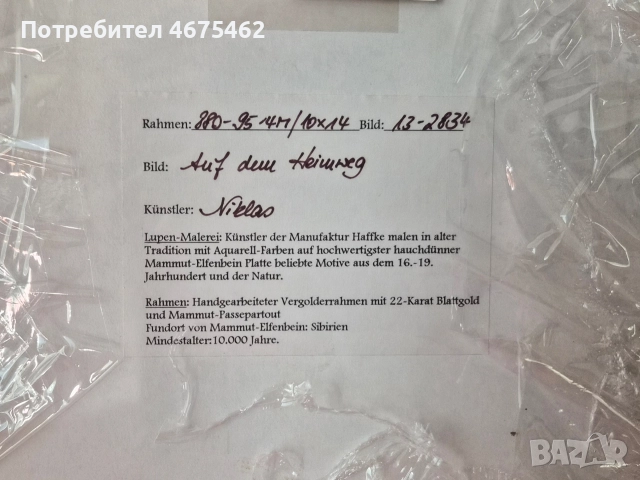 Потребител 4675462
Rahmen: 880-95 14M/10x14 Bild: 13-2834
Bild: Auf dem Heimweg
Künstler: Niklas
Lupen-Malerei: Künstler der Manufaktur Haffke malen in alter
Tradition mit Aquarell-Farben auf hochwertigster hauchdünner
Mammut-Elfenbein Platte beliebte Motive aus dem 16.-19.
Jahrhundert und der Natur.
Rahmen: Handgearbeiteter Vergolderrahmen mit 22-Karat Blattgold
und Mammut-Passepartout
Fundort von Mammut-Elfenbein: Sibirien
Mindestalter:10.000 Jahre.
BAZAR